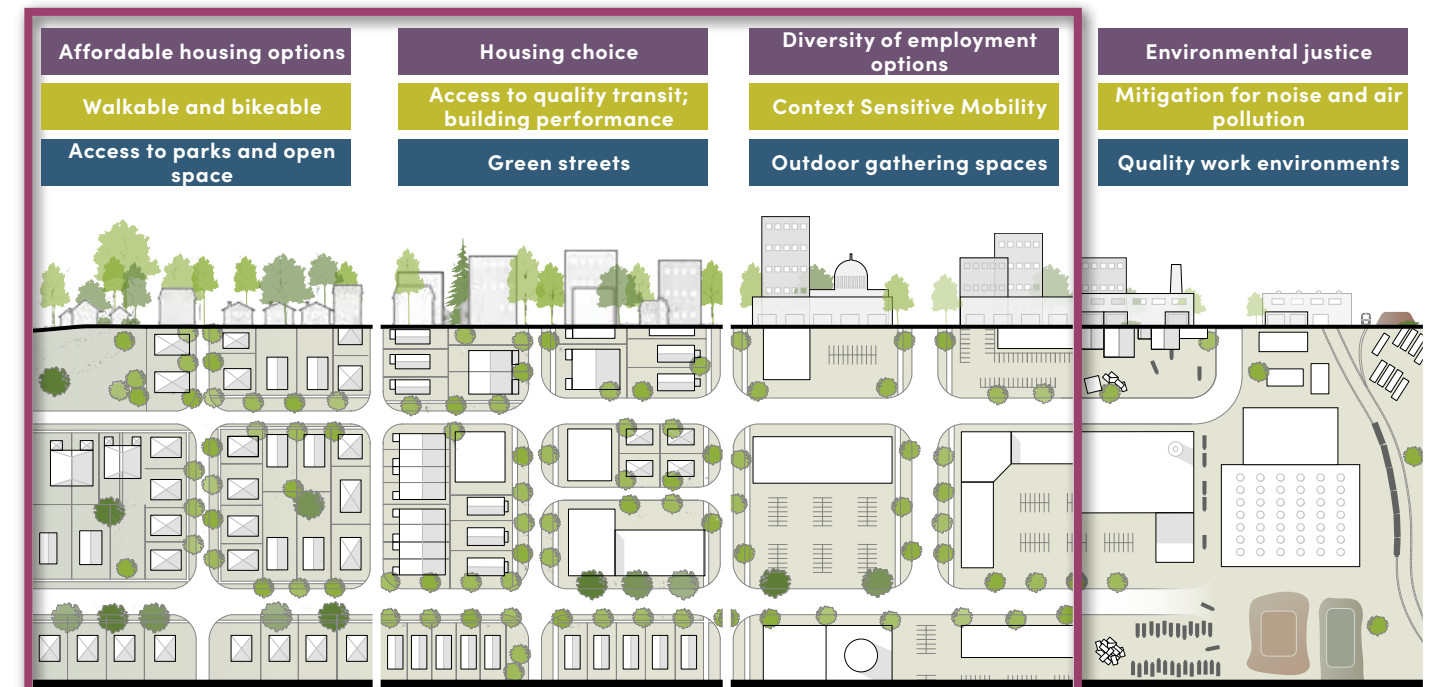 Affordable housing options
Walkable and bikeable
Access to parks and open
space
Housing choice
Access to quality transit;
building performance
Green streets
Diversity of employment
options
Context Sensitive Mobility
Outdoor gathering spaces
Environmental justice
Mitigation for noise and air
pollution
Quality work environments